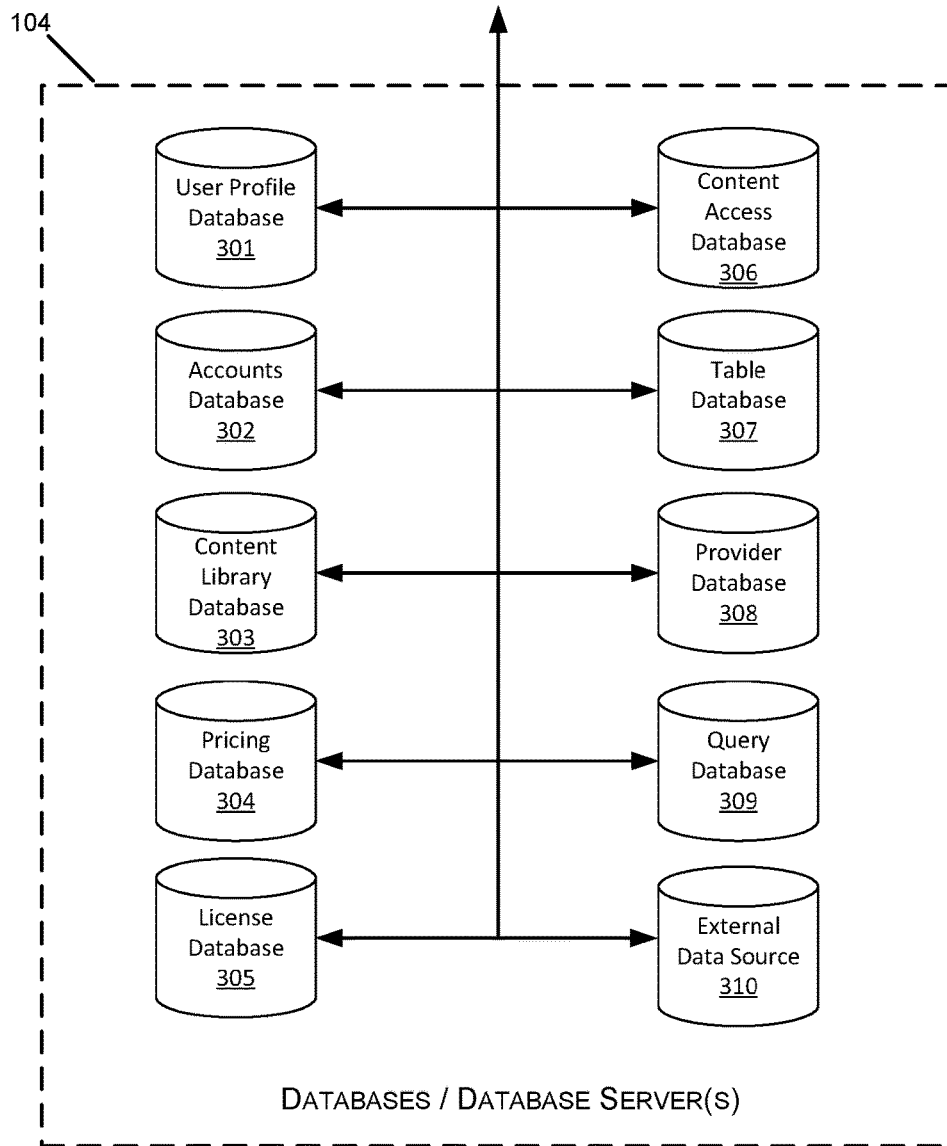 104
User Profile
Database
301
Content
Access
Database
306
Accounts
Database
302
Table
Database
307
Content
Library
Database
303
Provider
Database
308
Pricing
Database
304
Query
Database
309
License
Database
305
External
Data Source
310
DATABASES / DATABASE SERVER(S)